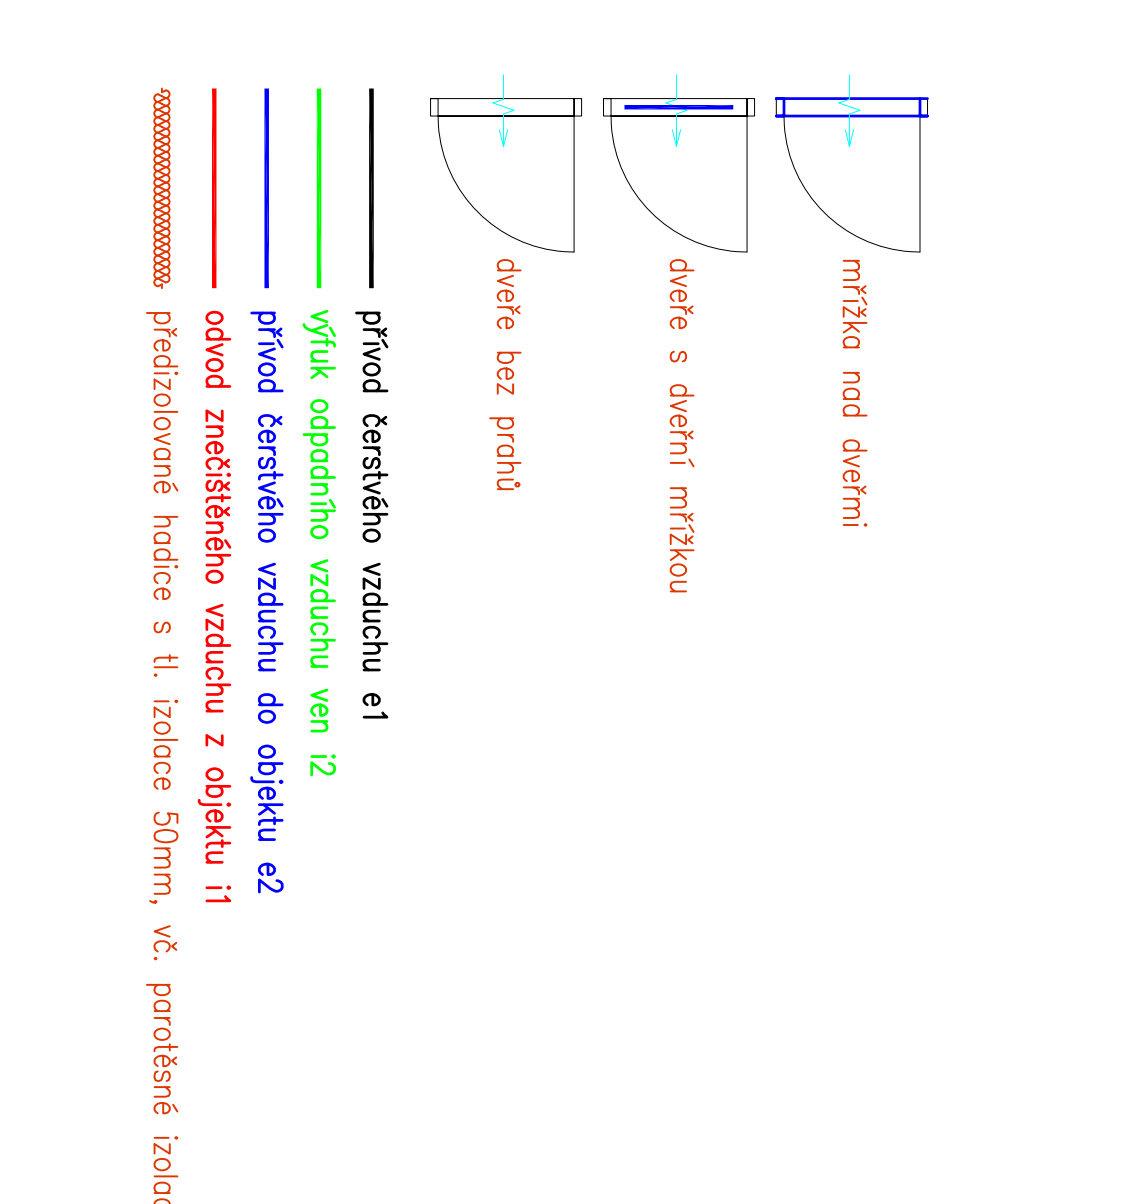 mřížka nad dveřmi
dveře s dveřní mřížkou
dveře bez prahů
přívod čerstvého vzduchu e1
výfuk odpadního vzduchu ven i2
přívod čerstvého vzduchu do objektu e2
odvod znečištěného vzduchu z objektu i1
předizolované hadice s tl. izolace 50mm, vč. parotěsné